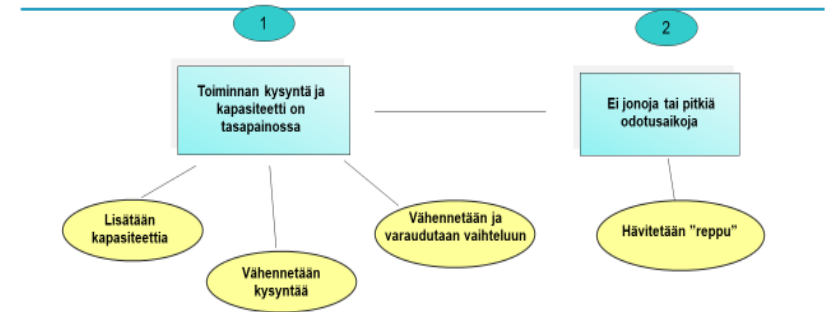 1
2
Toiminnan kysyntä ja
kapasiteetti on
tasapainossa
Ei jonoja tai pitkiä
odotusaikoja
Lisätään
kapasiteettia
Vähennetään
kysyntää
Vähennetään ja
varaudutaan vaihteluun
Hävitetään ”reppu”